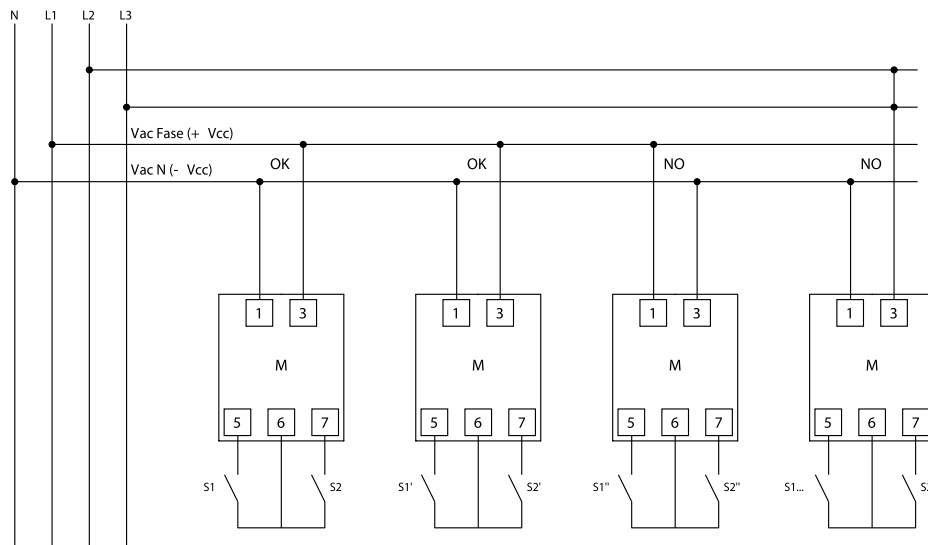 N L1 L2 L3
Vac Fase (+ Vcc)
Vac N (- Vcc)
OK OK NO NO
1 3 1 3 1 3 1 3
M M M M
5 6 7 5 6 7 5 6 7 5 6 7
S1 S2 S1' S2' S1" S2" S1...